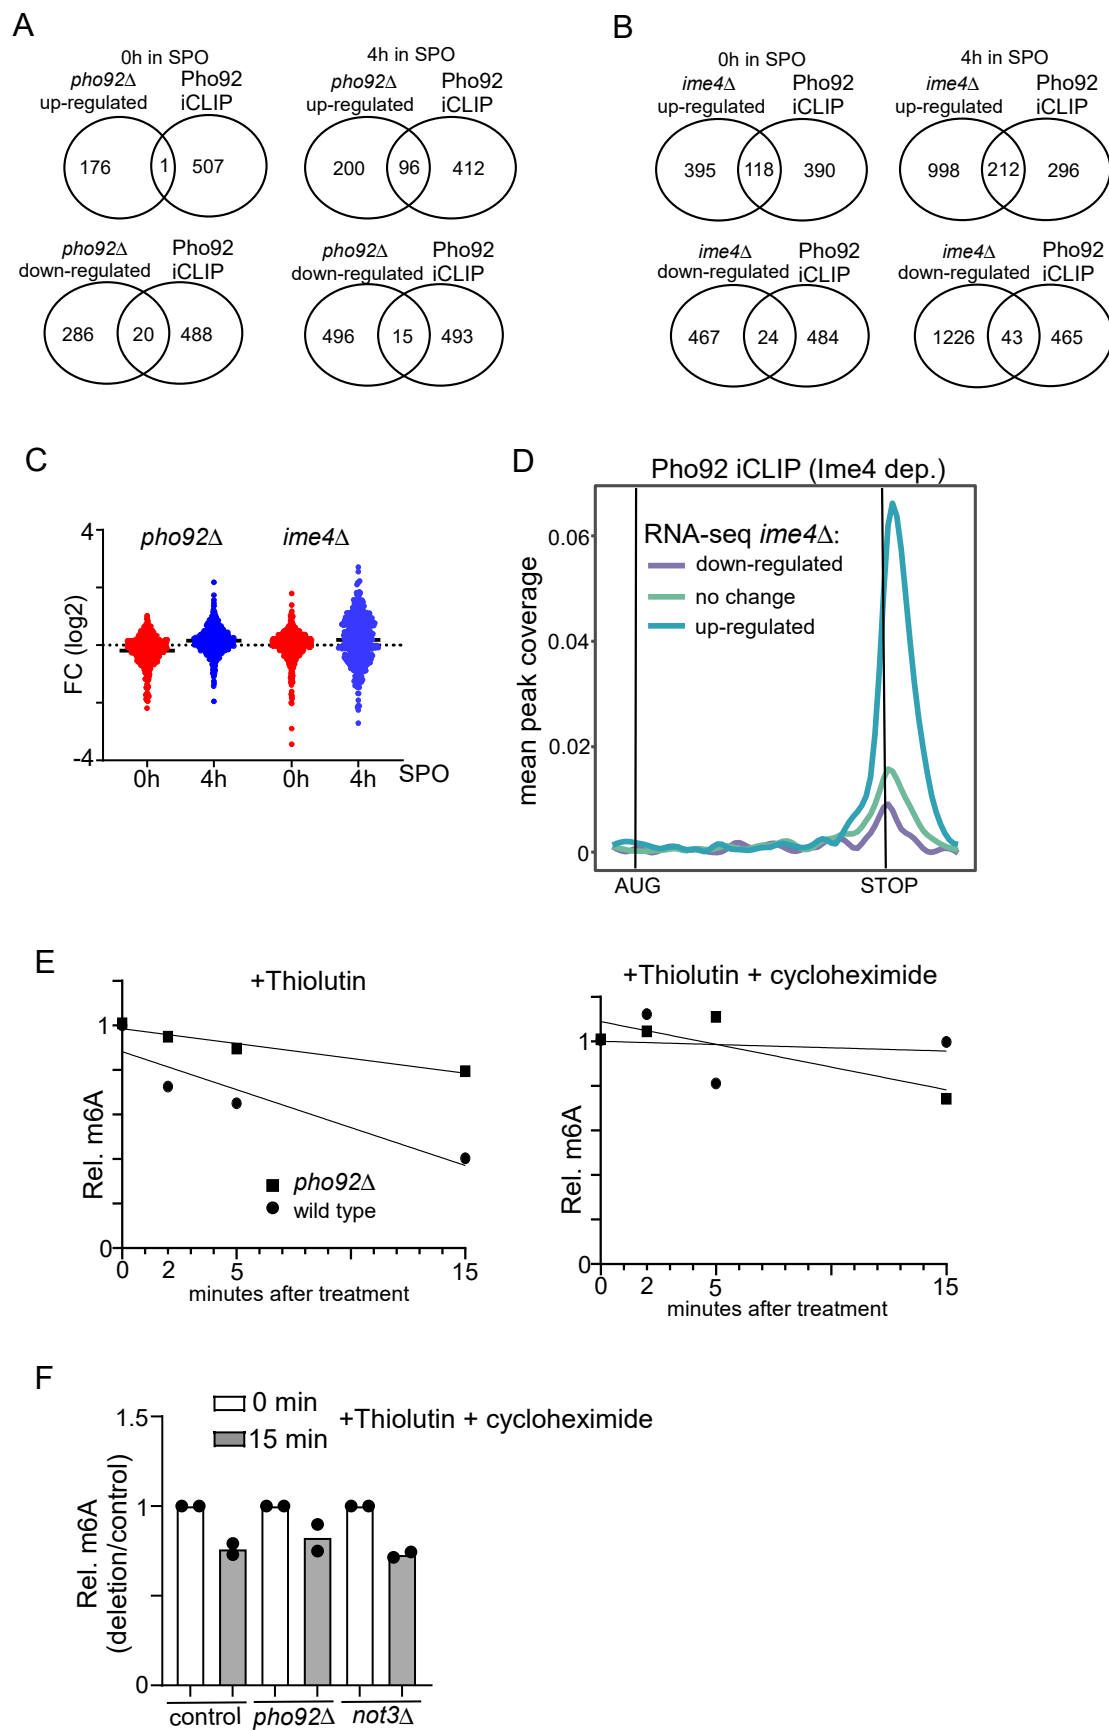 A
0h in SPO
pho92Δ
up-regulated
Pho92
iCLIP
176
1
507
4h in SPO
pho92Δ
up-regulated
Pho92
iCLIP
200
96
412
pho92Δ
down-regulated
Pho92
iCLIP
286
20
488
pho92Δ
down-regulated
Pho92
iCLIP
496
15
493
B
0h in SPO
ime4Δ
up-regulated
Pho92
iCLIP
395
118
390
4h in SPO
ime4Δ
up-regulated
Pho92
iCLIP
998
212
296
ime4Δ
down-regulated
Pho92
iCLIP
467
24
484
ime4Δ
down-regulated
Pho92
iCLIP
1226
43
465
C
4
-4
FC (log2)
pho92Δ
ime4Δ
0h
4h
0h
4h
SPO
D
Pho92 iCLIP (Ime4 dep.)
mean peak coverage
0.06
0.04
0.02
0
RNA-seq ime4Δ:
down-regulated
no change
up-regulated
AUG
STOP
E
+Thiolutin
Rel. m6A
1
0
pho92Δ
wild type
0
2
5
15
minutes after treatment
+Thiolutin + cycloheximide
Rel. m6A
1
0
0
2
5
15
minutes after treatment
F
0 min
15 min
+Thiolutin + cycloheximide
Rel. m6A
(deletion/control)
1.5
1
0
control
pho92Δ
not3Δ